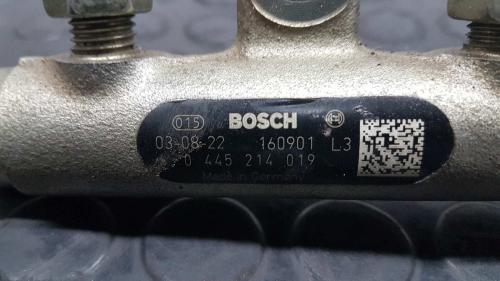 015 BOSCH
03-08-22 160901 L3
0 445 214 019
Made in Germany